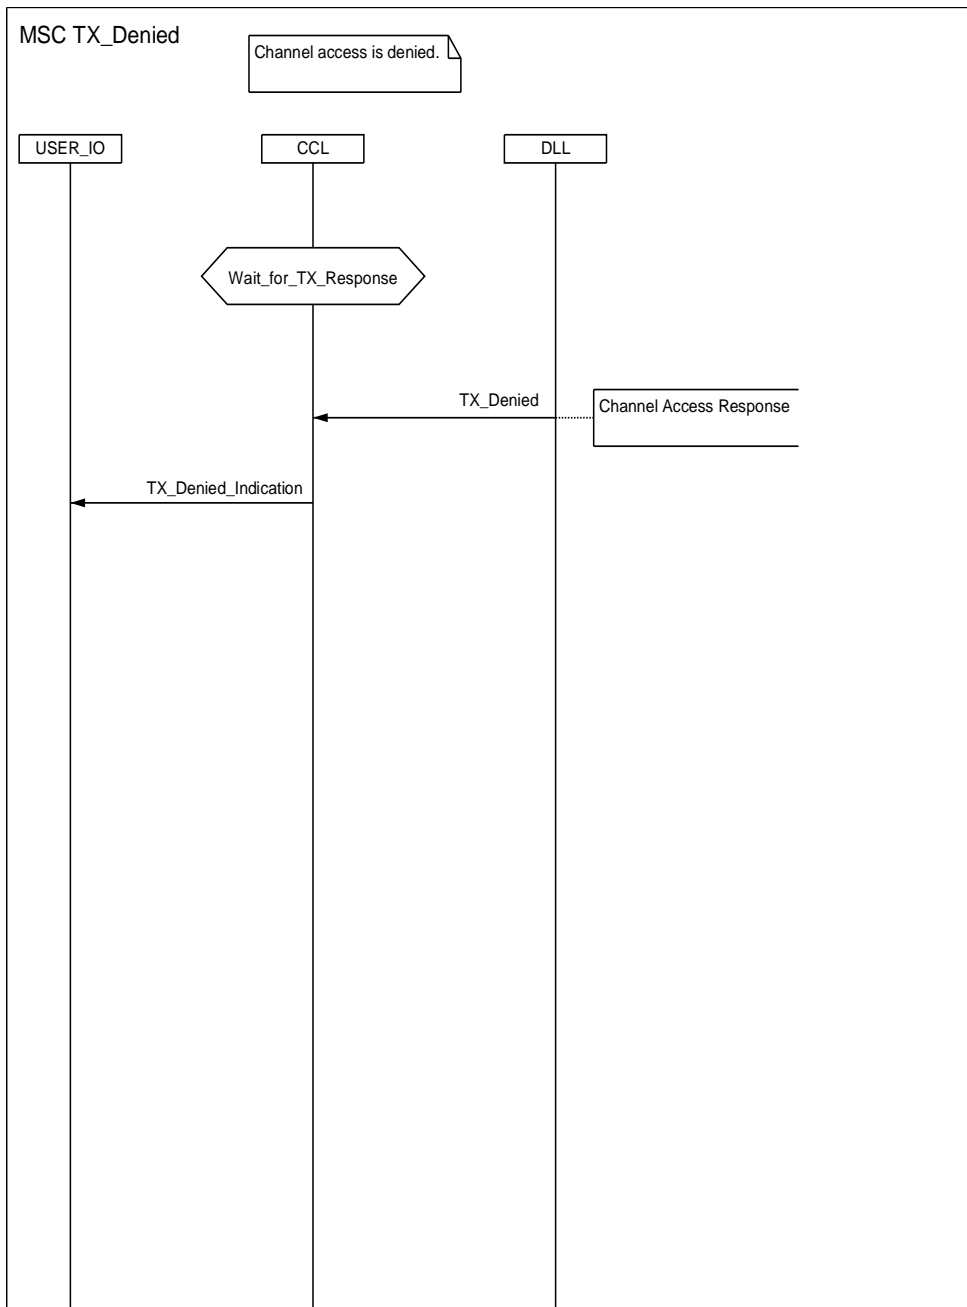 MSC TX_Denied
Channel access is denied.
USER_IO
CCL
DLL
Wait_for_TX_Response
TX_Denied
Channel Access Response
TX_Denied_Indication